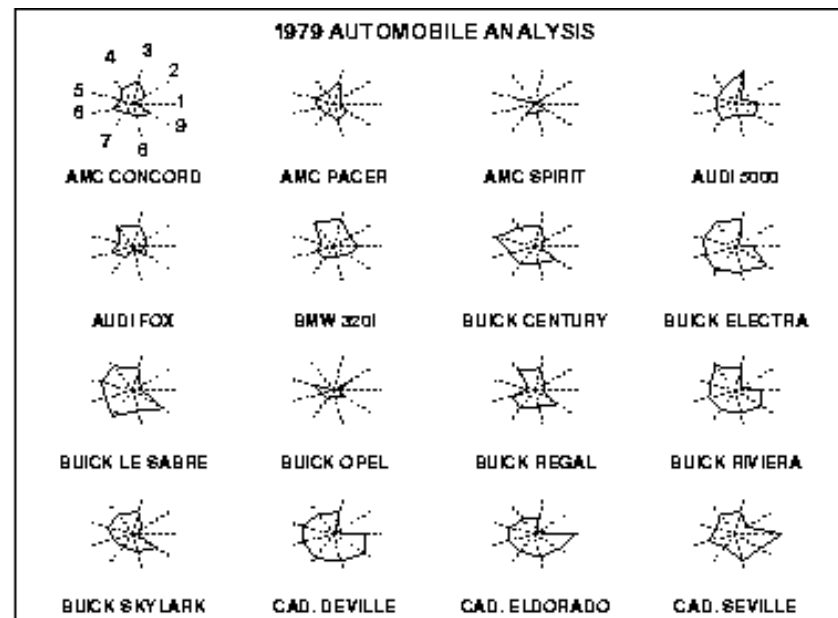 1979 AUTOMOBILE ANALYSIS
3
4 2
5 1
6 9
7 8
AMC CONCORD AMC PACER AMC SPIRIT AUDI 5000
AUDI FOX BMW 320I BUICK CENTURY BUICK ELECTRA
BUICK LE SABRE BUICK OPEL BUICK REGAL BUICK RIVIERA
BUICK SKYLARK CAD. DEVILLE CAD. ELDORADO CAD. SEVILLE